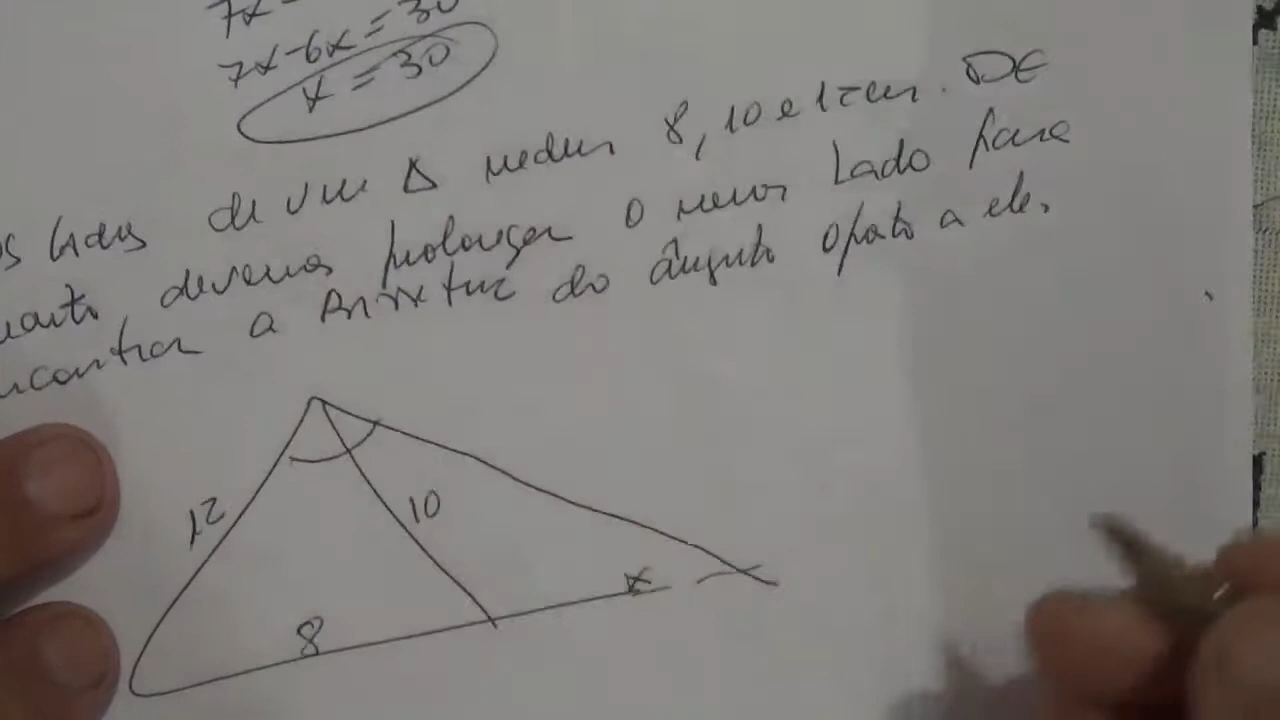 7x-
7x-6x=30
x=30
os lados de um Δ medem 8, 10 e 12cm. DE
quanto devemos prolongar o menor lado para
encontrar a Bissetriz do ângulo oposto a ele.
12
10
8
x